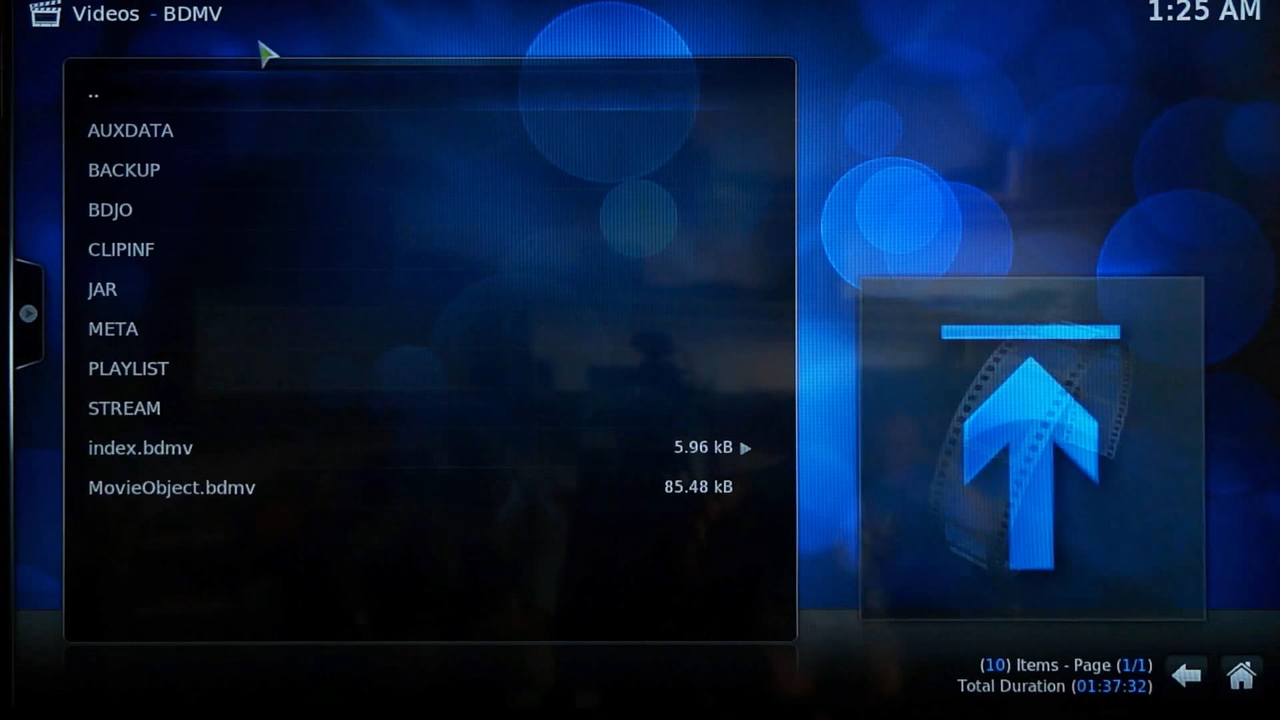 Videos - BDMV
1:25 AM
..
AUXDATA
BACKUP
BDJO
CLIPINF
JAR
META
PLAYLIST
STREAM
index.bdmv 5.96 kB
MovieObject.bdmv 85.48 kB
(10) Items - Page (1/1)
Total Duration (01:37:32)